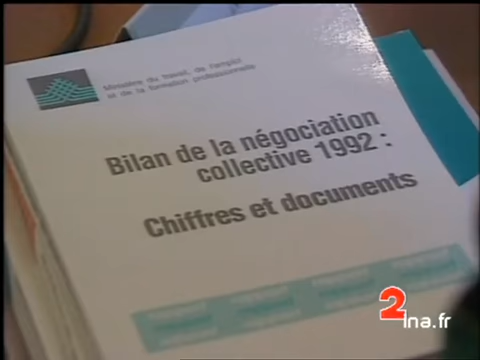 Ministère du travail, de l'emploi
et de la formation professionnelle
Bilan de la négociation
collective 1992 :
Chiffres et documents
2
ina.fr